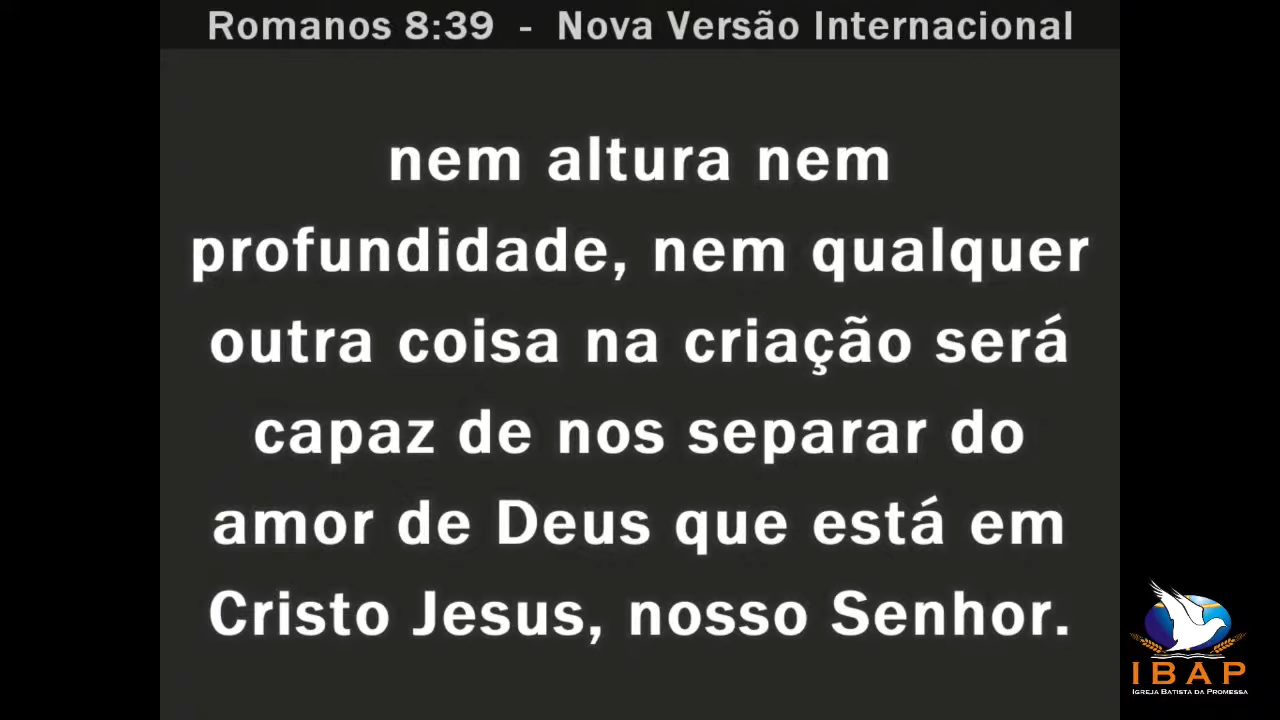 Romanos 8:39 - Nova Versão Internacional
nem altura nem
profundidade, nem qualquer
outra coisa na criação será
capaz de nos separar do
amor de Deus que está em
Cristo Jesus, nosso Senhor.
IBAP
IGREJA BATISTA DA PROMESSA